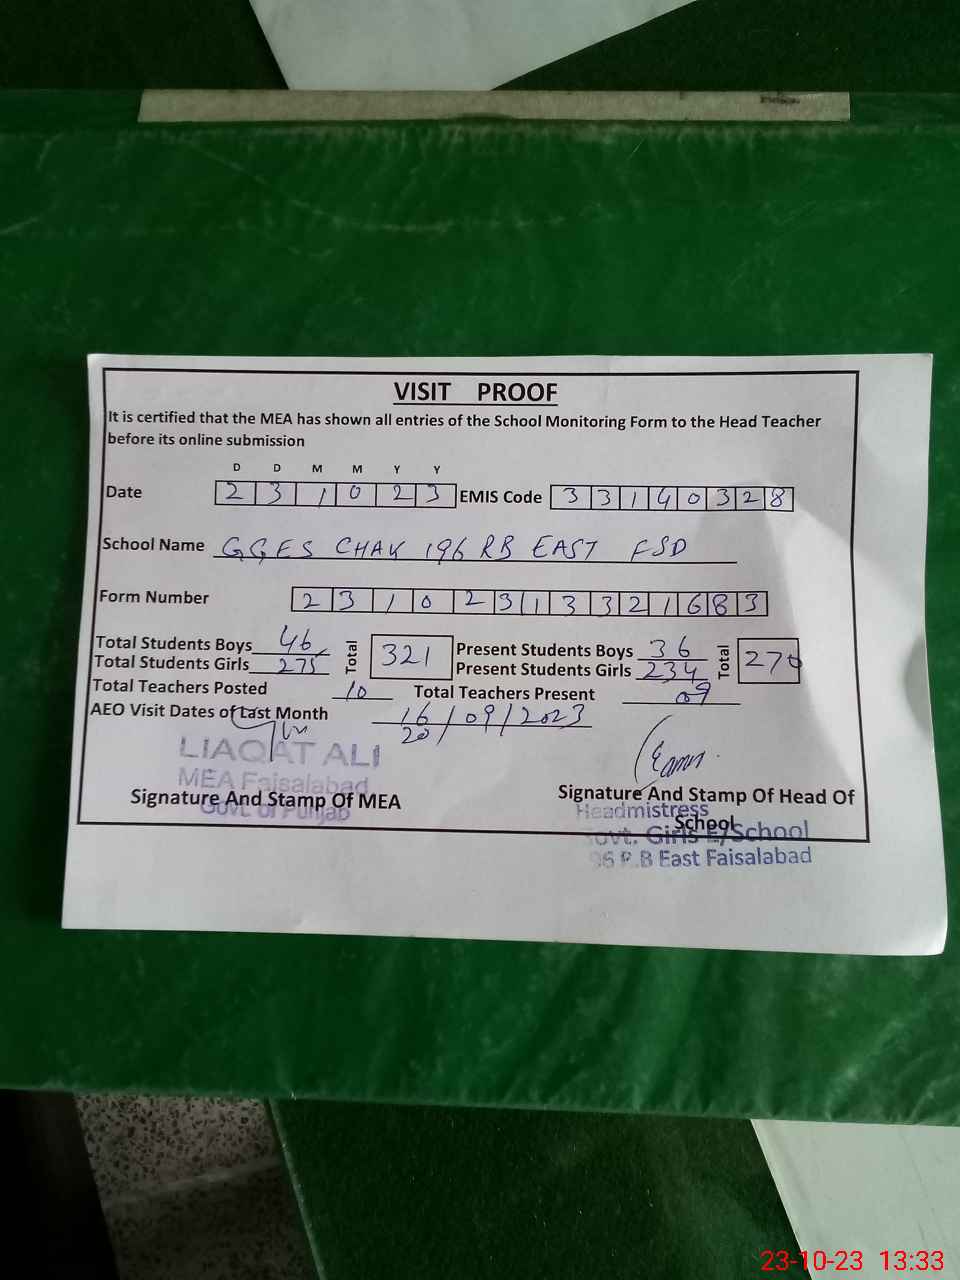 VISIT PROOF
It is certified that the MEA has shown all entries of the School Monitoring Form to the Head Teacher
before its online submission
D D M M Y Y
Date 2 3 1 0 2 3 EMIS Code 3 3 1 4 0 3 2 8
School Name GGES CHAK 196 RB EAST FSD
Form Number 2 3 1 0 2 3 1 3 3 2 1 6 8 3
Total Students Boys 46 Total 321 Present Students Boys 36 Total 270
Total Students Girls 275 Present Students Girls 234
Total Teachers Posted 10 Total Teachers Present 09
AEO Visit Dates of Last Month 16/09/2023
20/
LIAQAT ALI
MEA Faisalabad
Signature And Stamp Of MEA
Govt. of Punjab
Signature And Stamp Of Head Of
School
Headmistress
Govt. Girls E/School
96 R.B East Faisalabad
23-10-23 13:33